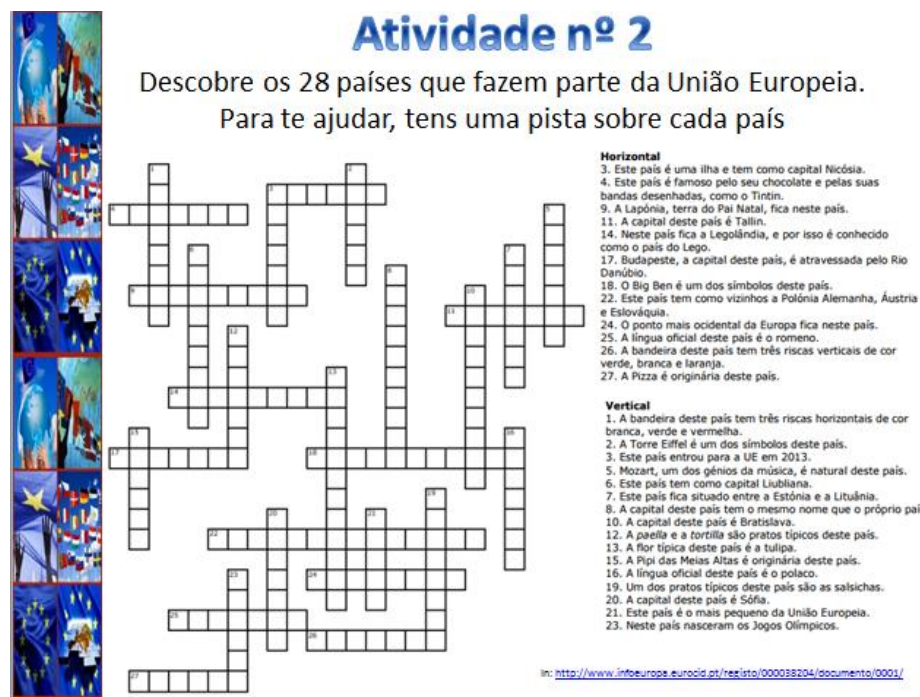 Atividade nº 2
Descobre os 28 países que fazem parte da União Europeia.
Para te ajudar, tens uma pista sobre cada país
Horizontal
3. Este país é uma ilha e tem como capital Nicósia.
4. Este país é famoso pelo seu chocolate e pelas suas
bandas desenhadas, como o Tintin.
9. A Lapónia, terra do Pai Natal, fica neste país.
11. A capital deste país é Tallin.
14. Neste país fica a Legolândia, e por isso é conhecido
como o país do Lego.
17. Budapeste, a capital deste país, é atravessada pelo Rio
Danúbio.
18. O Big Ben é um dos símbolos deste país.
22. Este país tem como vizinhos a Polónia Alemanha, Áustria
e Eslováquia.
24. O ponto mais ocidental da Europa fica neste país.
25. A língua oficial deste país é o romeno.
26. A bandeira deste país tem três riscas verticais de cor
verde, branca e laranja.
27. A Pizza é originária deste país.
Vertical
1. A bandeira deste país tem três riscas horizontais de cor
branca, verde e vermelha.
2. A Torre Eiffel é um dos símbolos deste país.
3. Este país entrou para a UE em 2013.
5. Mozart, um dos génios da música, é natural deste país.
6. Este país tem como capital Liubliana.
7. Este país fica situado entre a Estónia e a Lituânia.
8. A capital deste país tem o mesmo nome que o próprio paí
10. A capital deste país é Bratislava.
12. A paella e a tortilla são pratos típicos deste país.
13. A flor típica deste país é a tulipa.
15. A Pipi das Meias Altas é originária deste país.
16. A língua oficial deste país é o polaco.
19. Um dos pratos típicos deste país são as salsichas.
20. A capital deste país é Sófia.
21. Este país é o mais pequeno da União Europeia.
23. Neste país nasceram os Jogos Olímpicos.
In: http://www.infoeuropa.eurocid.pt/registo/000038204/documento/0001/